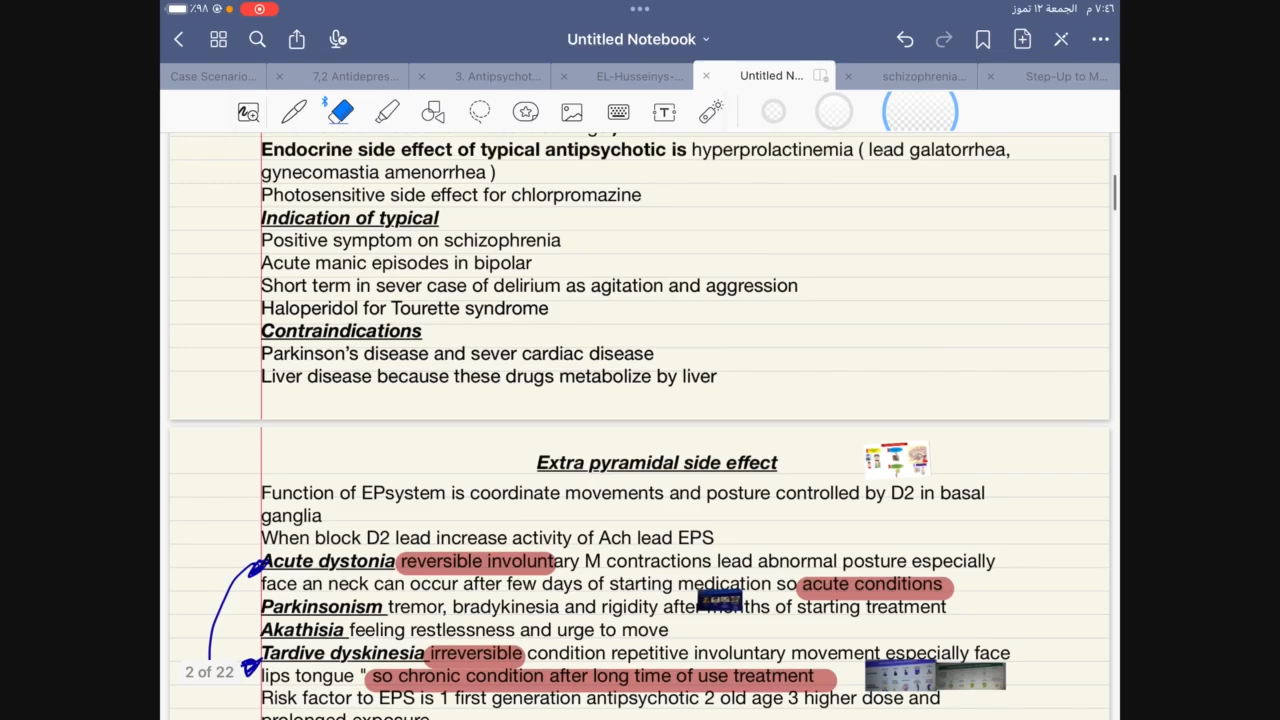 ٪٩٨
الجمعة ١٢ تموز ٧:٤٦ م
Untitled Notebook
Case Scenario...
7,2 Antidepres...
3. Antipsychot...
EL-Husseinys-...
Untitled N...
schizophrenia...
Step-Up to M...
Endocrine side effect of typical antipsychotic is hyperprolactinemia ( lead galatorrhea,
gynecomastia amenorrhea )
Photosensitive side effect for chlorpromazine
Indication of typical
Positive symptom on schizophrenia
Acute manic episodes in bipolar
Short term in sever case of delirium as agitation and aggression
Haloperidol for Tourette syndrome
Contraindications
Parkinson's disease and sever cardiac disease
Liver disease because these drugs metabolize by liver
Extra pyramidal side effect
Function of EPsystem is coordinate movements and posture controlled by D2 in basal
ganglia
When block D2 lead increase activity of Ach lead EPS
Acute dystonia reversible involuntary M contractions lead abnormal posture especially
face an neck can occur after few days of starting medication so acute conditions
Parkinsonism tremor, bradykinesia and rigidity after months of starting treatment
Akathisia feeling restlessness and urge to move
Tardive dyskinesia irreversible condition repetitive involuntary movement especially face
lips tongue " so chronic condition after long time of use treatment
2 of 22
Risk factor to EPS is 1 first generation antipsychotic 2 old age 3 higher dose and
prolonged exposure